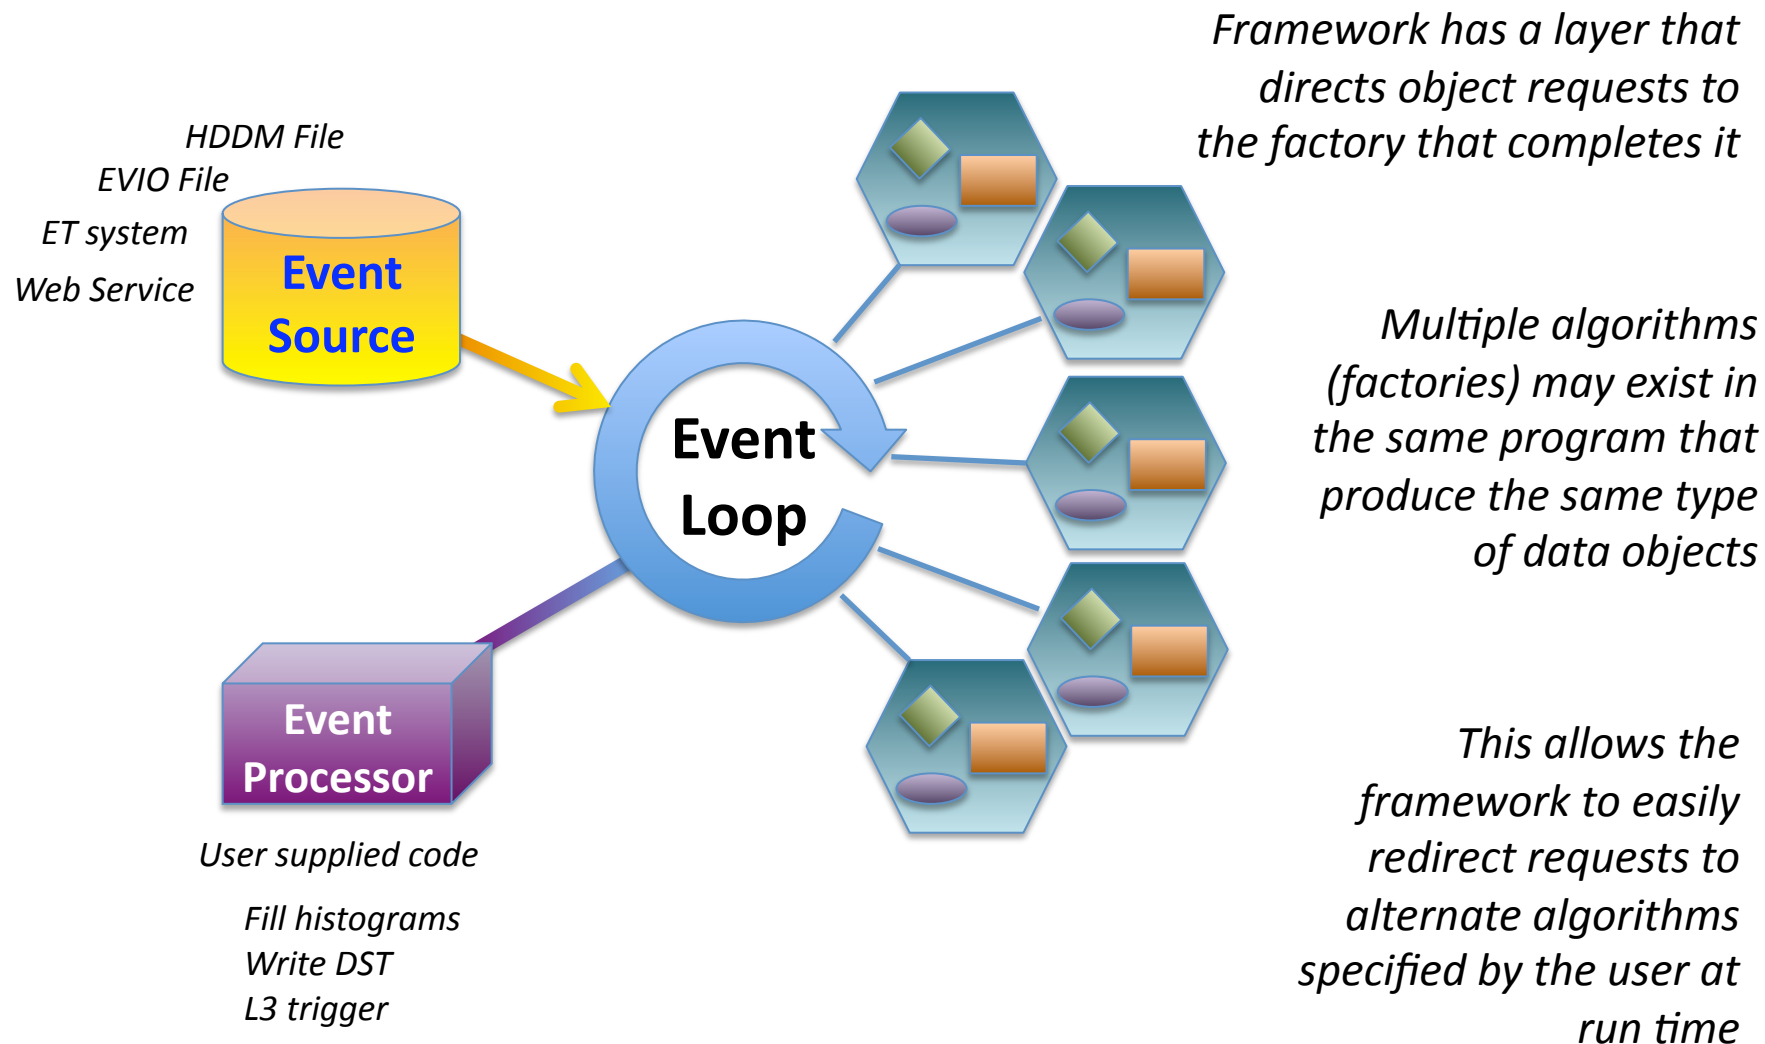 Framework has a layer that
directs object requests to
the factory that completes it
HDDM File
EVIO File
ET system
Web Service
Event
Source
Event
Loop
Multiple algorithms
(factories) may exist in
the same program that
produce the same type
of data objects
Event
Processor
User supplied code
Fill histograms
Write DST
L3 trigger
This allows the
framework to easily
redirect requests to
alternate algorithms
specified by the user at
run time